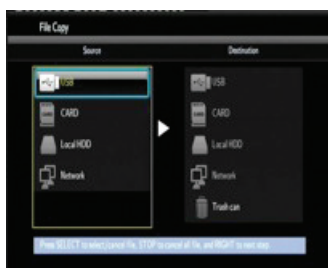 File Copy
Source Destination
USB USB
CARD CARD
Local HDD Local HDD
Network Network
Trash can
Press SELECT to select/cancel file, STOP to cancel all file, and RIGHT to next step